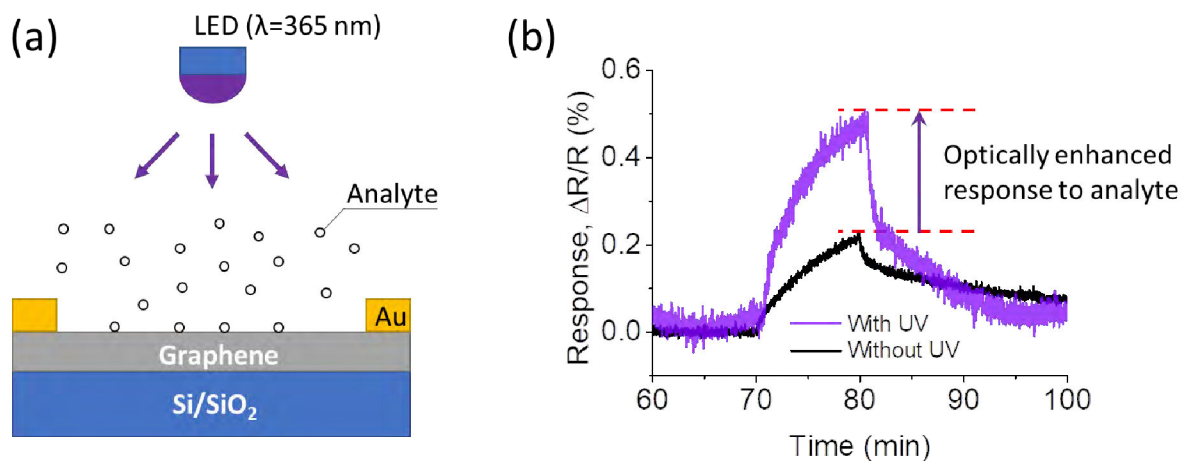 (a)
LED (λ=365 nm)
Analyte
Au
Graphene
Si/SiO₂
(b)
Response, ΔR/R (%)
0.6
0.4
0.2
0.0
Optically enhanced
response to analyte
With UV
Without UV
60
70
80
90
100
Time (min)